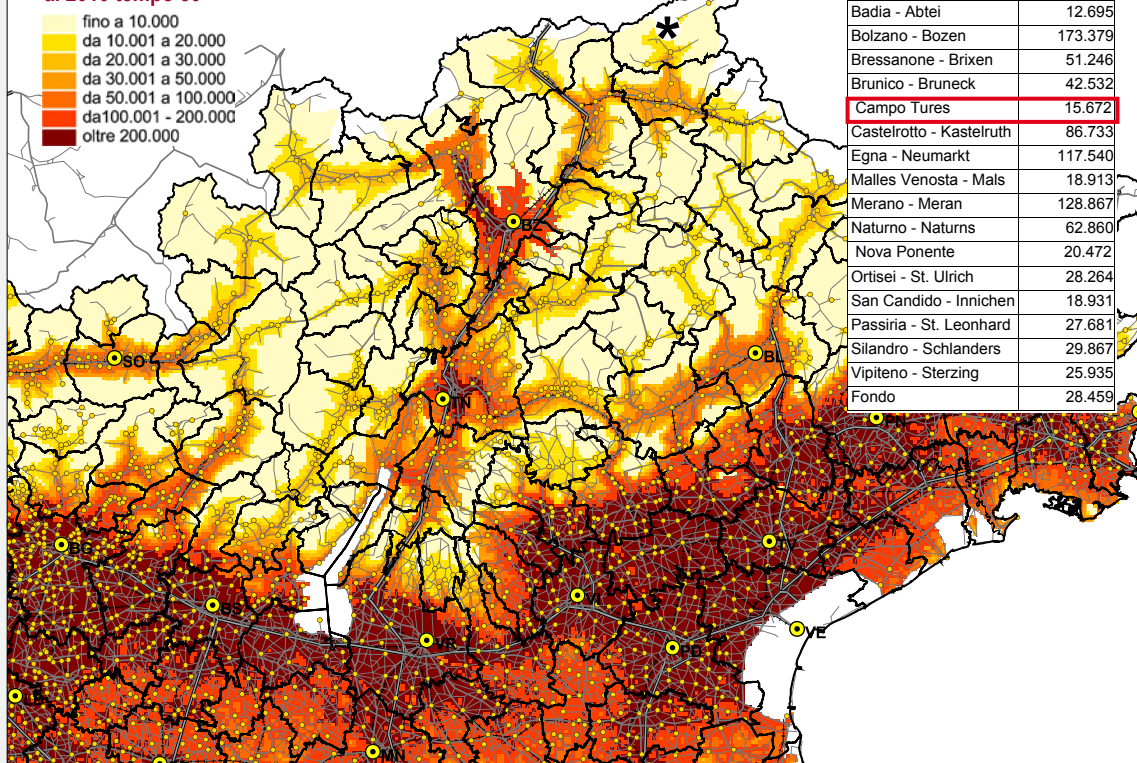 fino a 10.000
da 10.001 a 20.000
da 20.001 a 30.000
da 30.001 a 50.000
da 50.001 a 100.000
da100.001 - 200.000
oltre 200.000
Badia - Abtei 12.695
Bolzano - Bozen 173.379
Bressanone - Brixen 51.246
Brunico - Bruneck 42.532
Campo Tures 15.672
Castelrotto - Kastelruth 86.733
Egna - Neumarkt 117.540
Malles Venosta - Mals 18.913
Merano - Meran 128.867
Naturno - Naturns 62.860
Nova Ponente 20.472
Ortisei - St. Ulrich 28.264
San Candido - Innichen 18.931
Passiria - St. Leonhard 27.681
Silandro - Schlanders 29.867
Vipiteno - Sterzing 25.935
Fondo 28.459
*
BZ
SO
BL
TN
PN
BG
TV
BS
VI
VE
VR
PD
MN